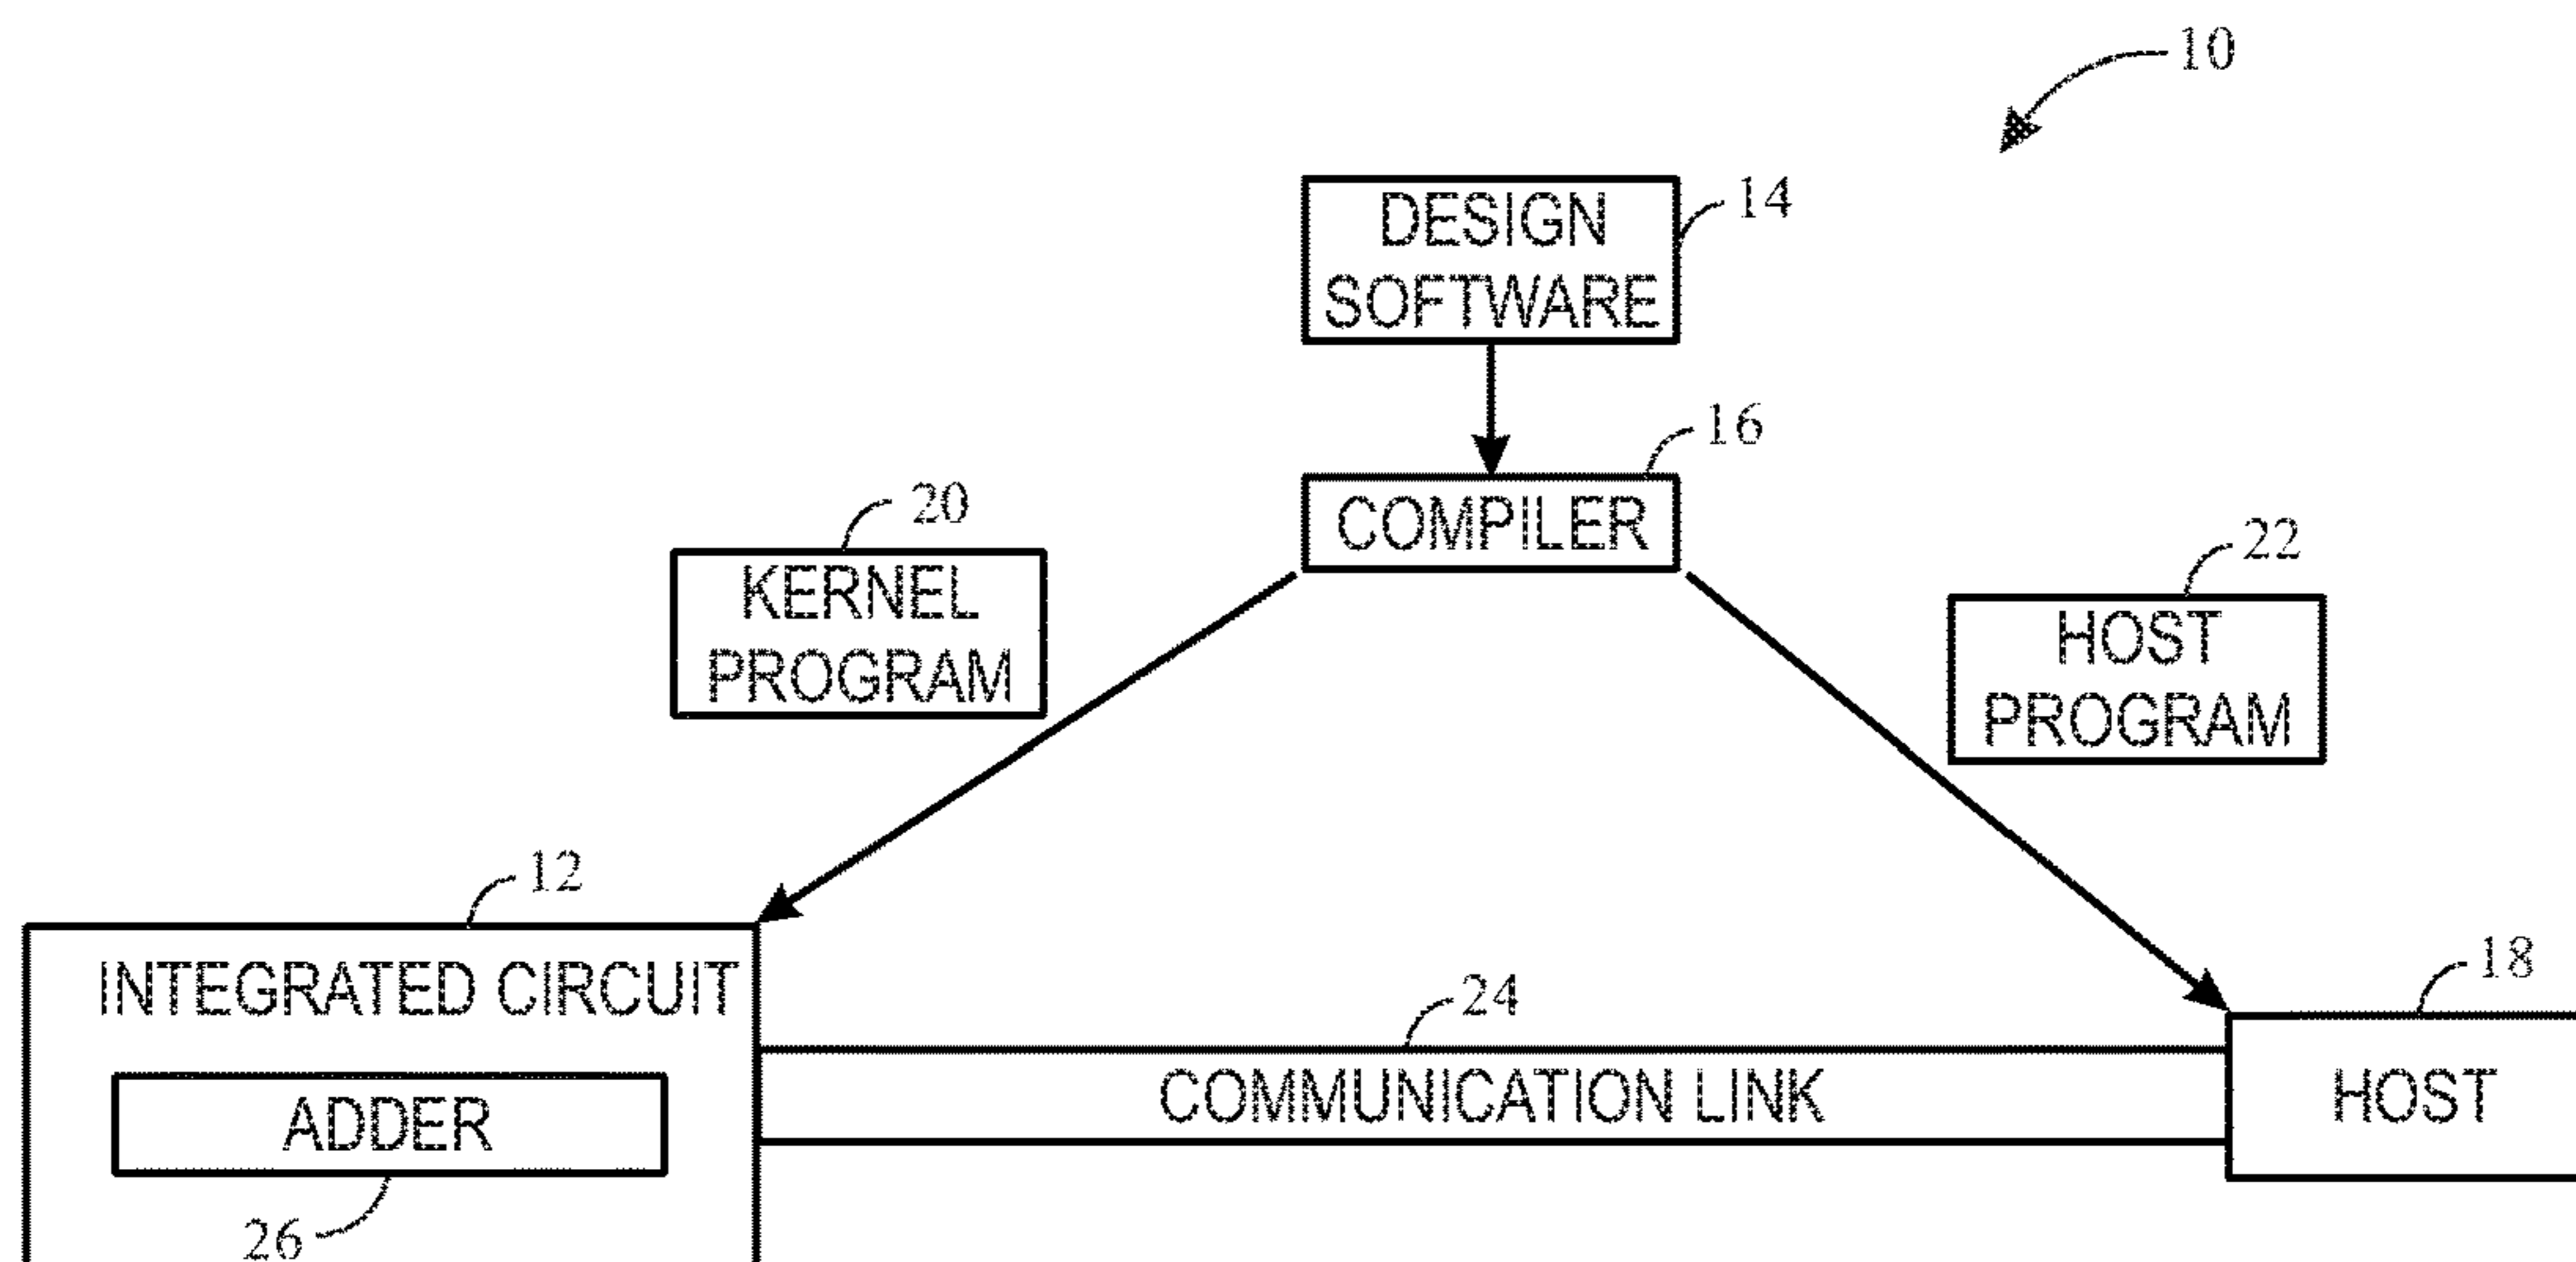 10
DESIGN
SOFTWARE
14
16
COMPILER
20
KERNEL
PROGRAM
22
HOST
PROGRAM
12
INTEGRATED CIRCUIT
18
24
COMMUNICATION LINK
HOST
ADDER
26